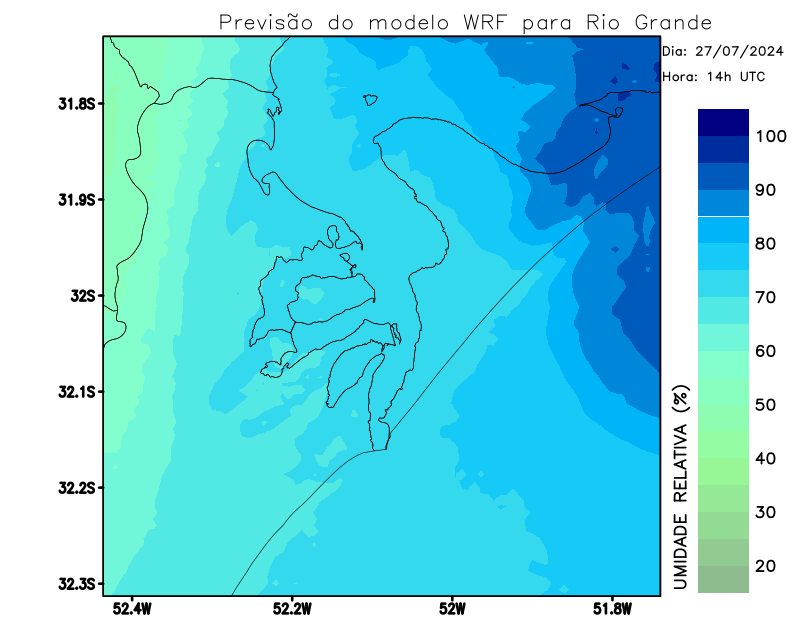 Previsão do modelo WRF para Rio Grande
Dia: 27/07/2024
Hora: 14h UTC
31.8S
31.9S
32S
32.1S
32.2S
32.3S
52.4W
52.2W
52W
51.8W
UMIDADE RELATIVA (%)
100
90
80
70
60
50
40
30
20